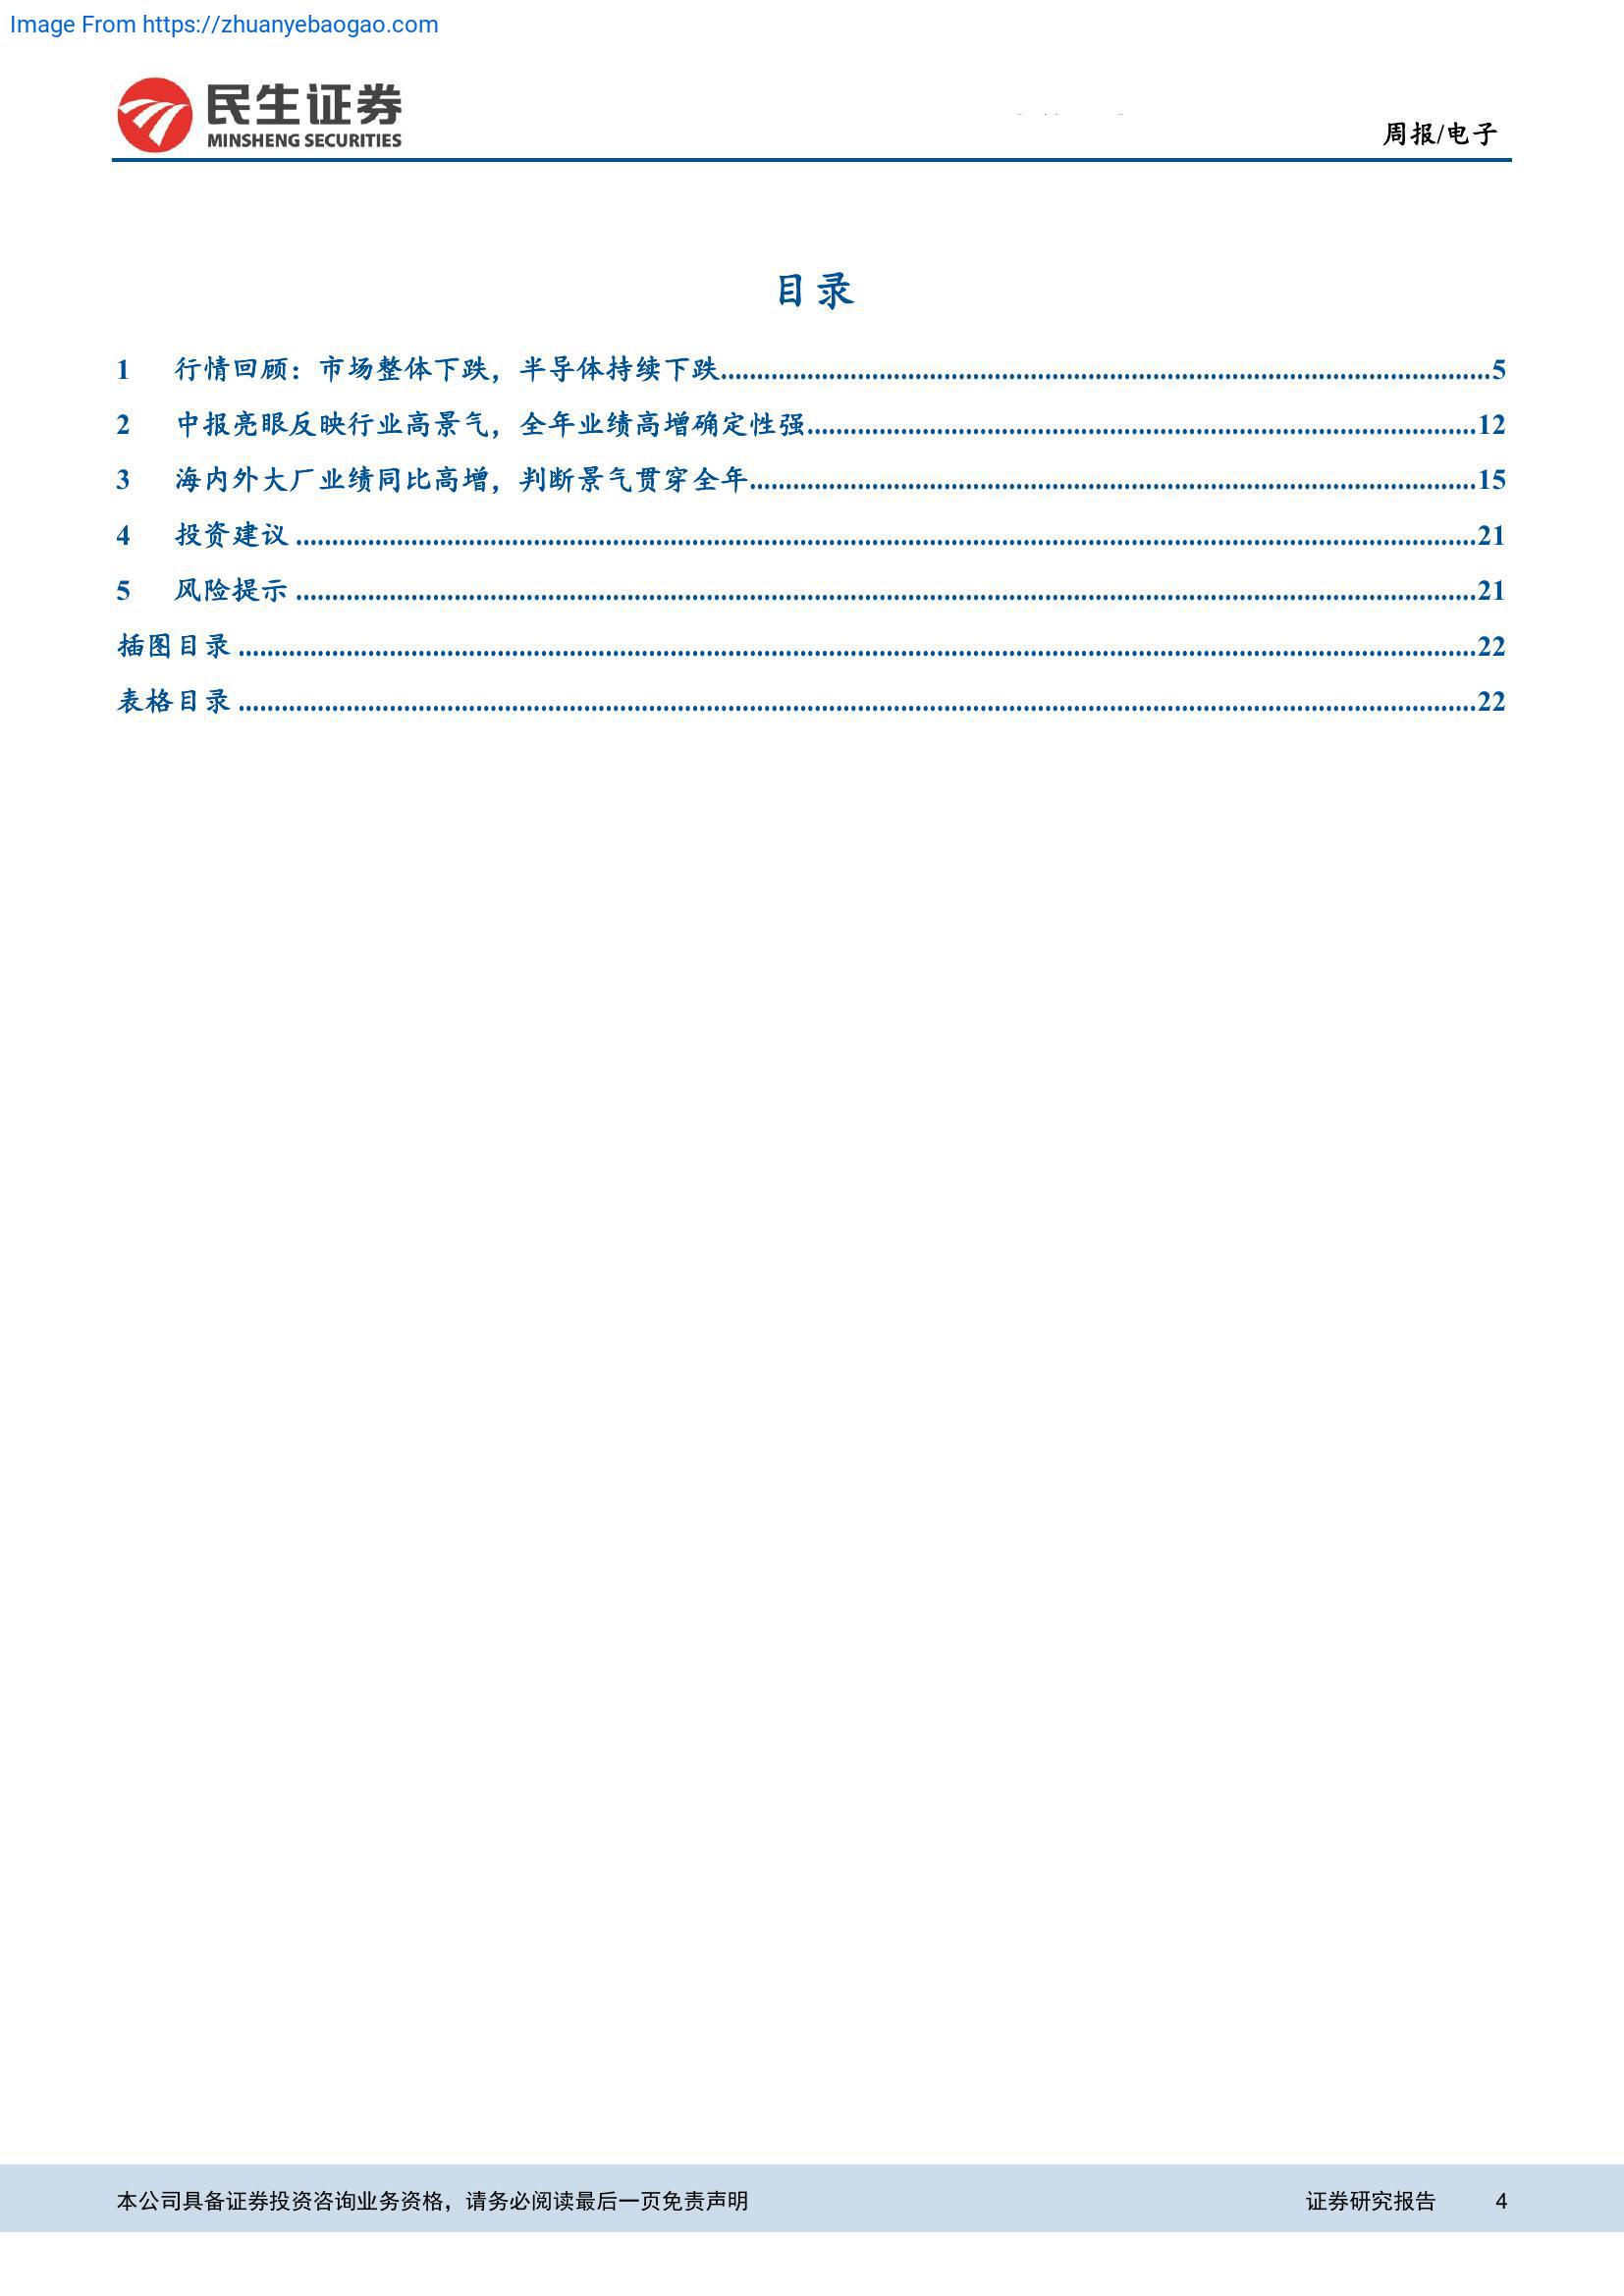 Image From https://zhuanyebaogao.com
民生证券
MINSHENG SECURITIES
周报/电子
目录
1 行情回顾：市场整体下跌，半导体持续下跌 5
2 中报亮眼反映行业高景气，全年业绩高增确定性强 12
3 海内外大厂业绩同比高增，判断景气贯穿全年 15
4 投资建议 21
5 风险提示 21
插图目录 22
表格目录 22
本公司具备证券投资咨询业务资格，请务必阅读最后一页免责声明 证券研究报告 4